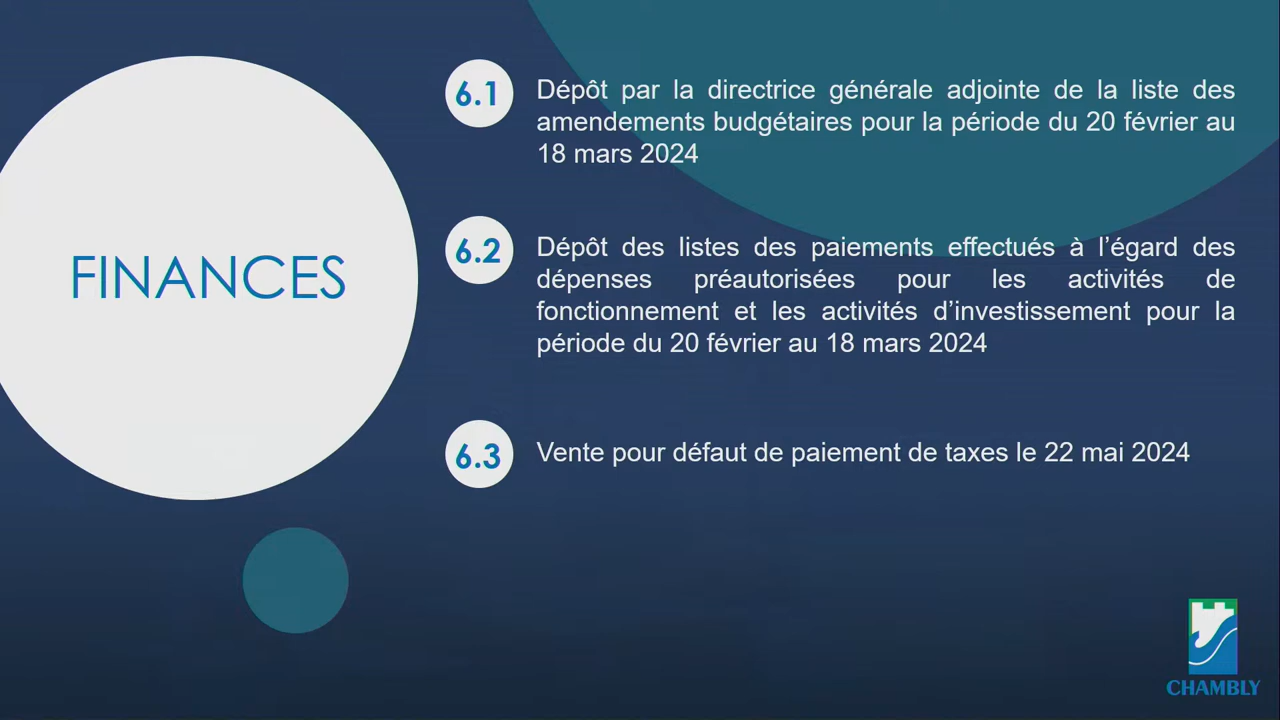 FINANCES
6.1
Dépôt par la directrice générale adjointe de la liste des
amendements budgétaires pour la période du 20 février au
18 mars 2024
6.2
Dépôt des listes des paiements effectués à l’égard des
dépenses préautorisées pour les activités de
fonctionnement et les activités d’investissement pour la
période du 20 février au 18 mars 2024
6.3
Vente pour défaut de paiement de taxes le 22 mai 2024
CHAMBLY